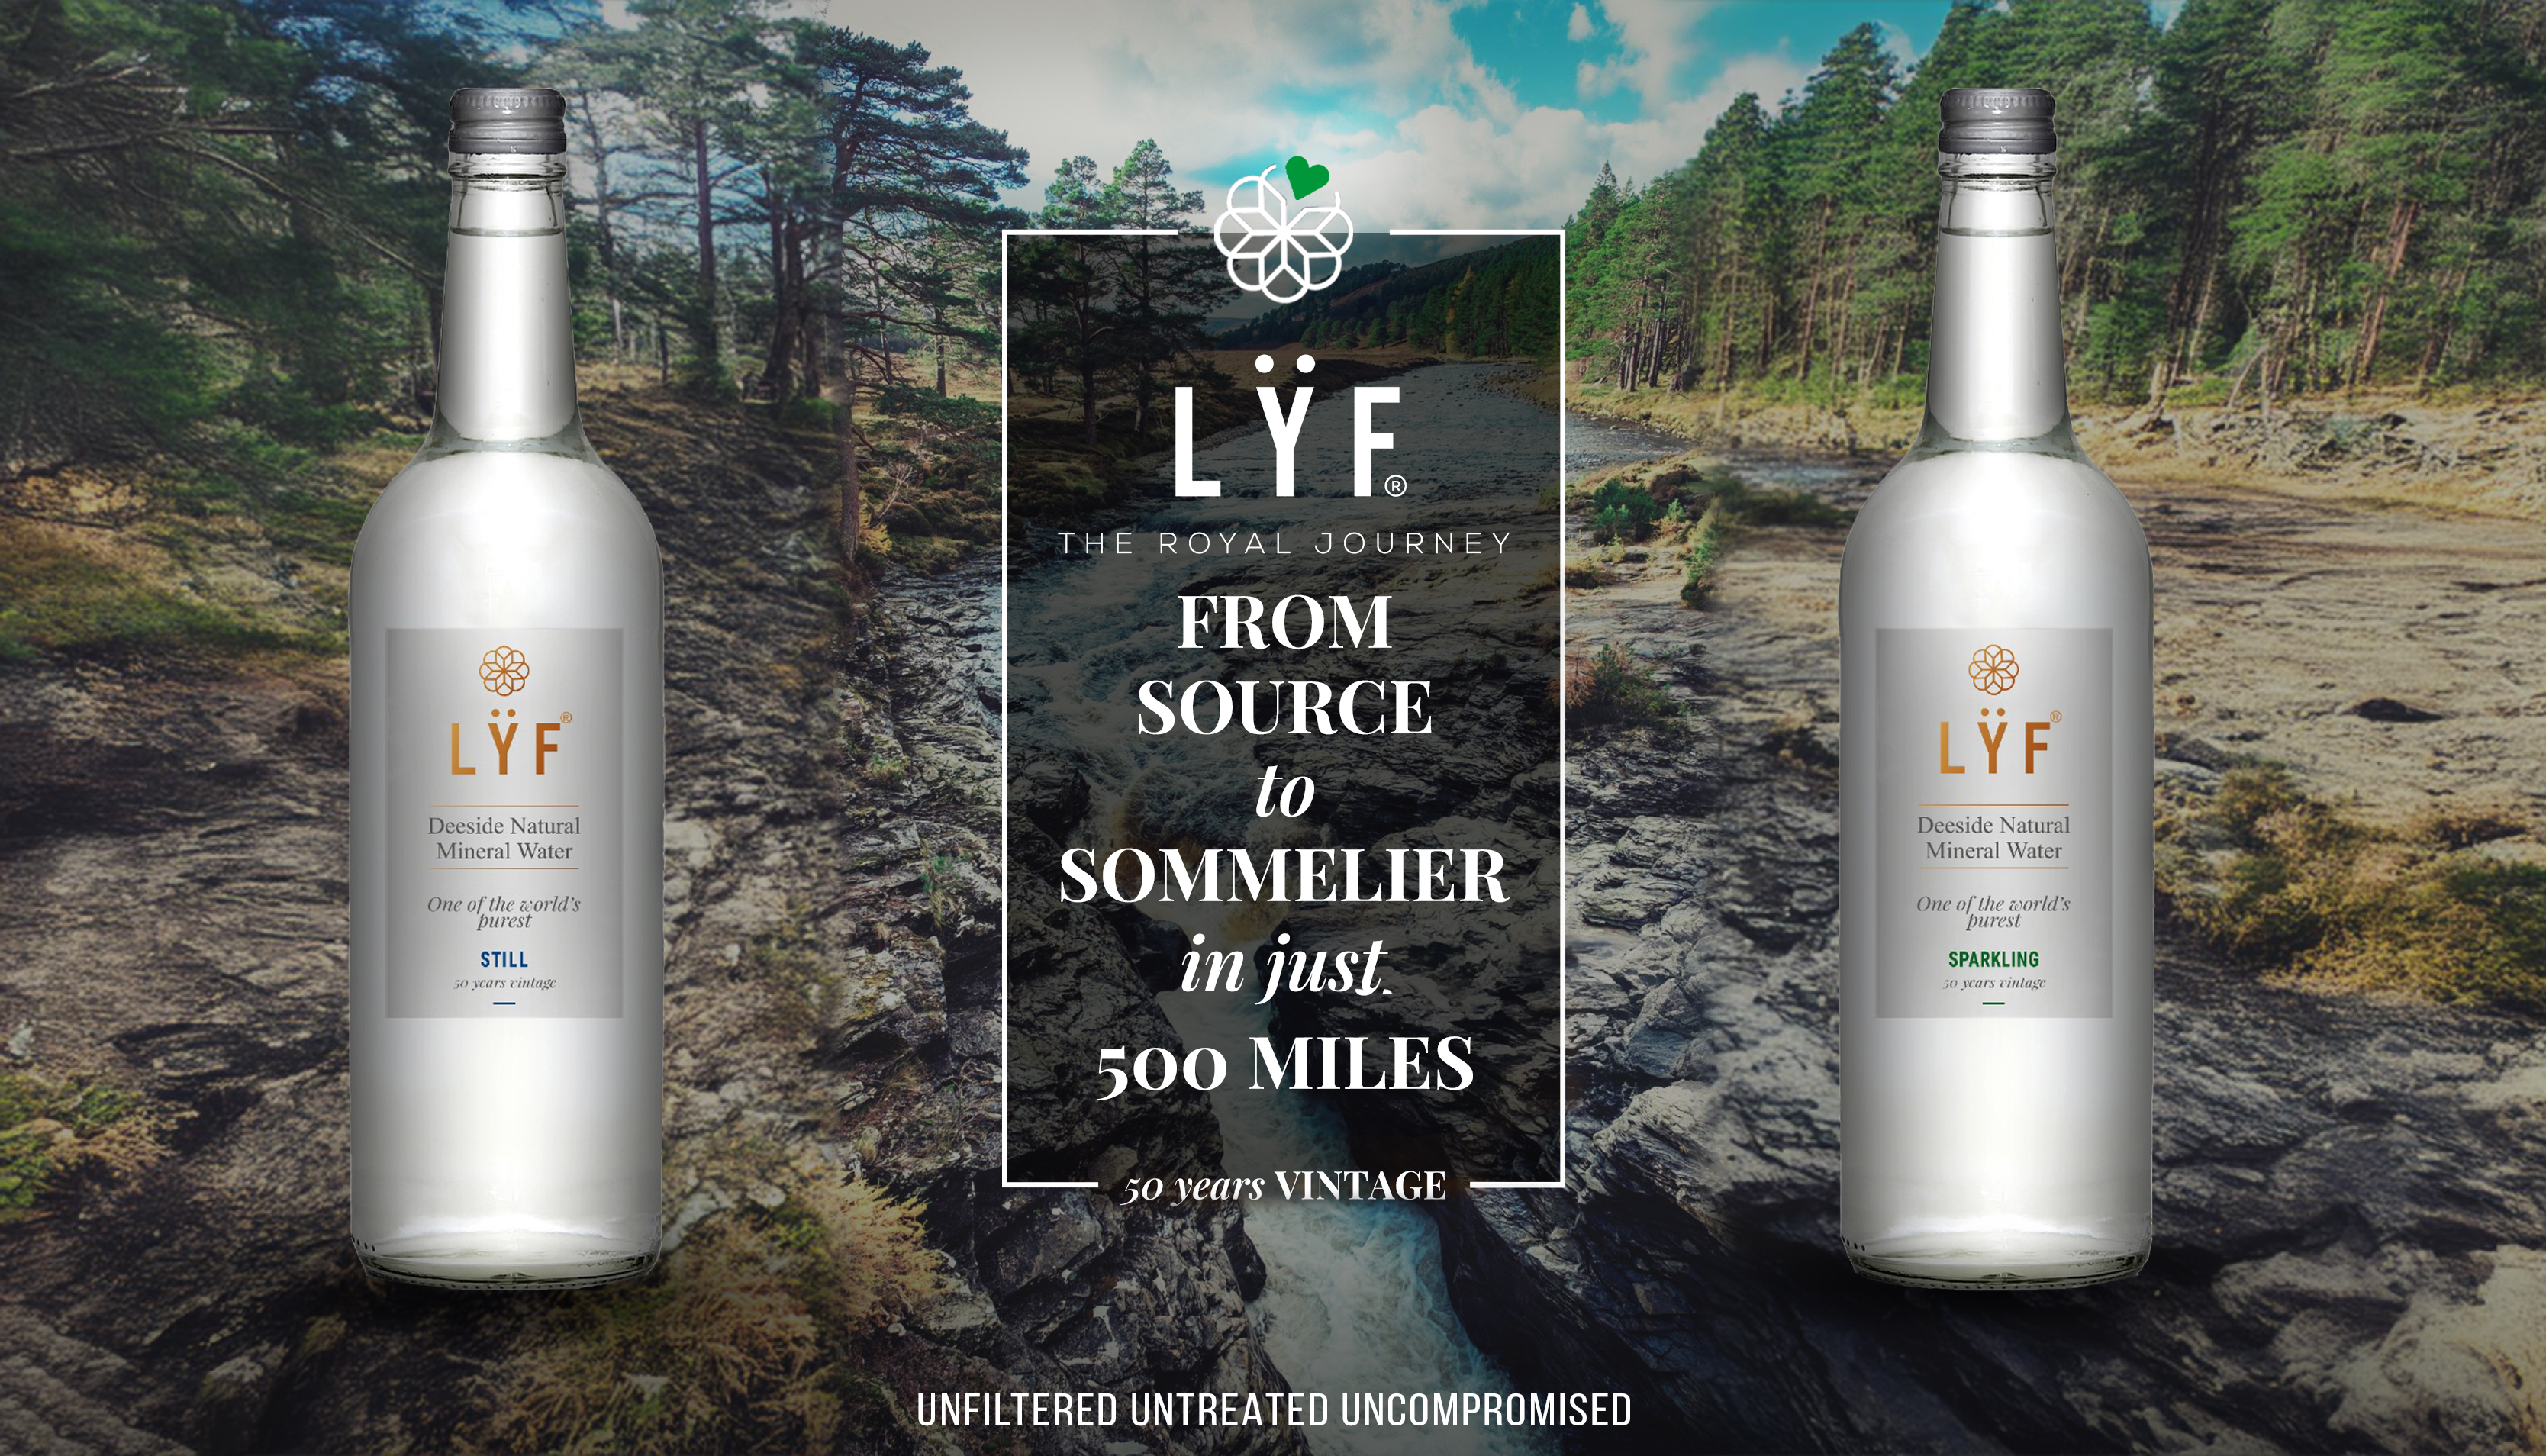 LŸF®
THE ROYAL JOURNEY
FROM
SOURCE
to
SOMMELIER
in just.
500 MILES
50 years VINTAGE
LŸF®
Deeside Natural
Mineral Water
One of the world's
purest
STILL
50 years vintage
LŸF®
Deeside Natural
Mineral Water
One of the world's
purest
SPARKLING
50 years vintage
UNFILTERED UNTREATED UNCOMPROMISED